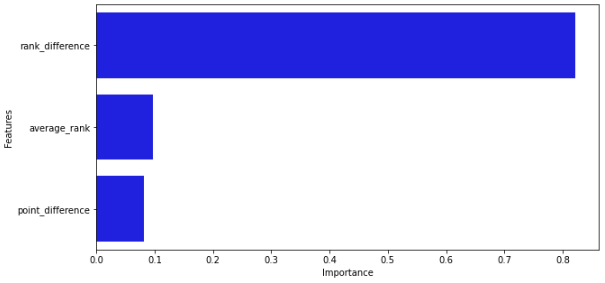 rank_difference
average_rank
point_difference
Features
0.0 0.1 0.2 0.3 0.4 0.5 0.6 0.7 0.8
Importance